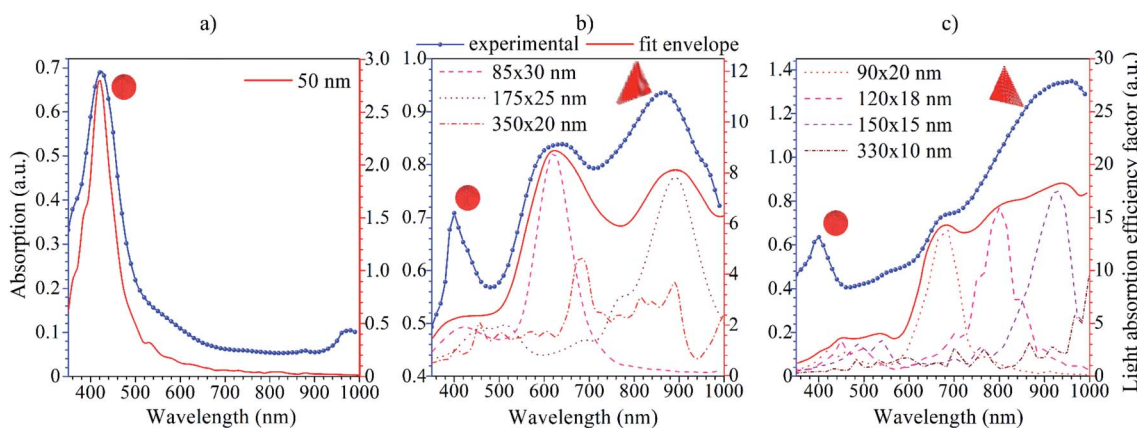 a)
b)
c)
experimental
fit envelope
50 nm
85x30 nm
175x25 nm
350x20 nm
90x20 nm
120x18 nm
150x15 nm
330x10 nm
Absorption (a.u.)
0.7
0.6
0.5
0.4
0.3
0.2
0.1
0
3.0
2.5
2.0
1.5
1.0
0.5
0.0
400 500 600 700 800 900 1000
Wavelength (nm)
1.0
0.9
0.8
0.7
0.6
0.5
0.4
12
10
8
6
4
2
0
400 500 600 700 800 900 1000
Wavelength (nm)
1.4
1.2
1.0
0.8
0.6
0.4
0.2
0
30
25
20
15
10
5
0
400 500 600 700 800 900 1000
Wavelength (nm)
Light absorption efficiency factor (a.u.)